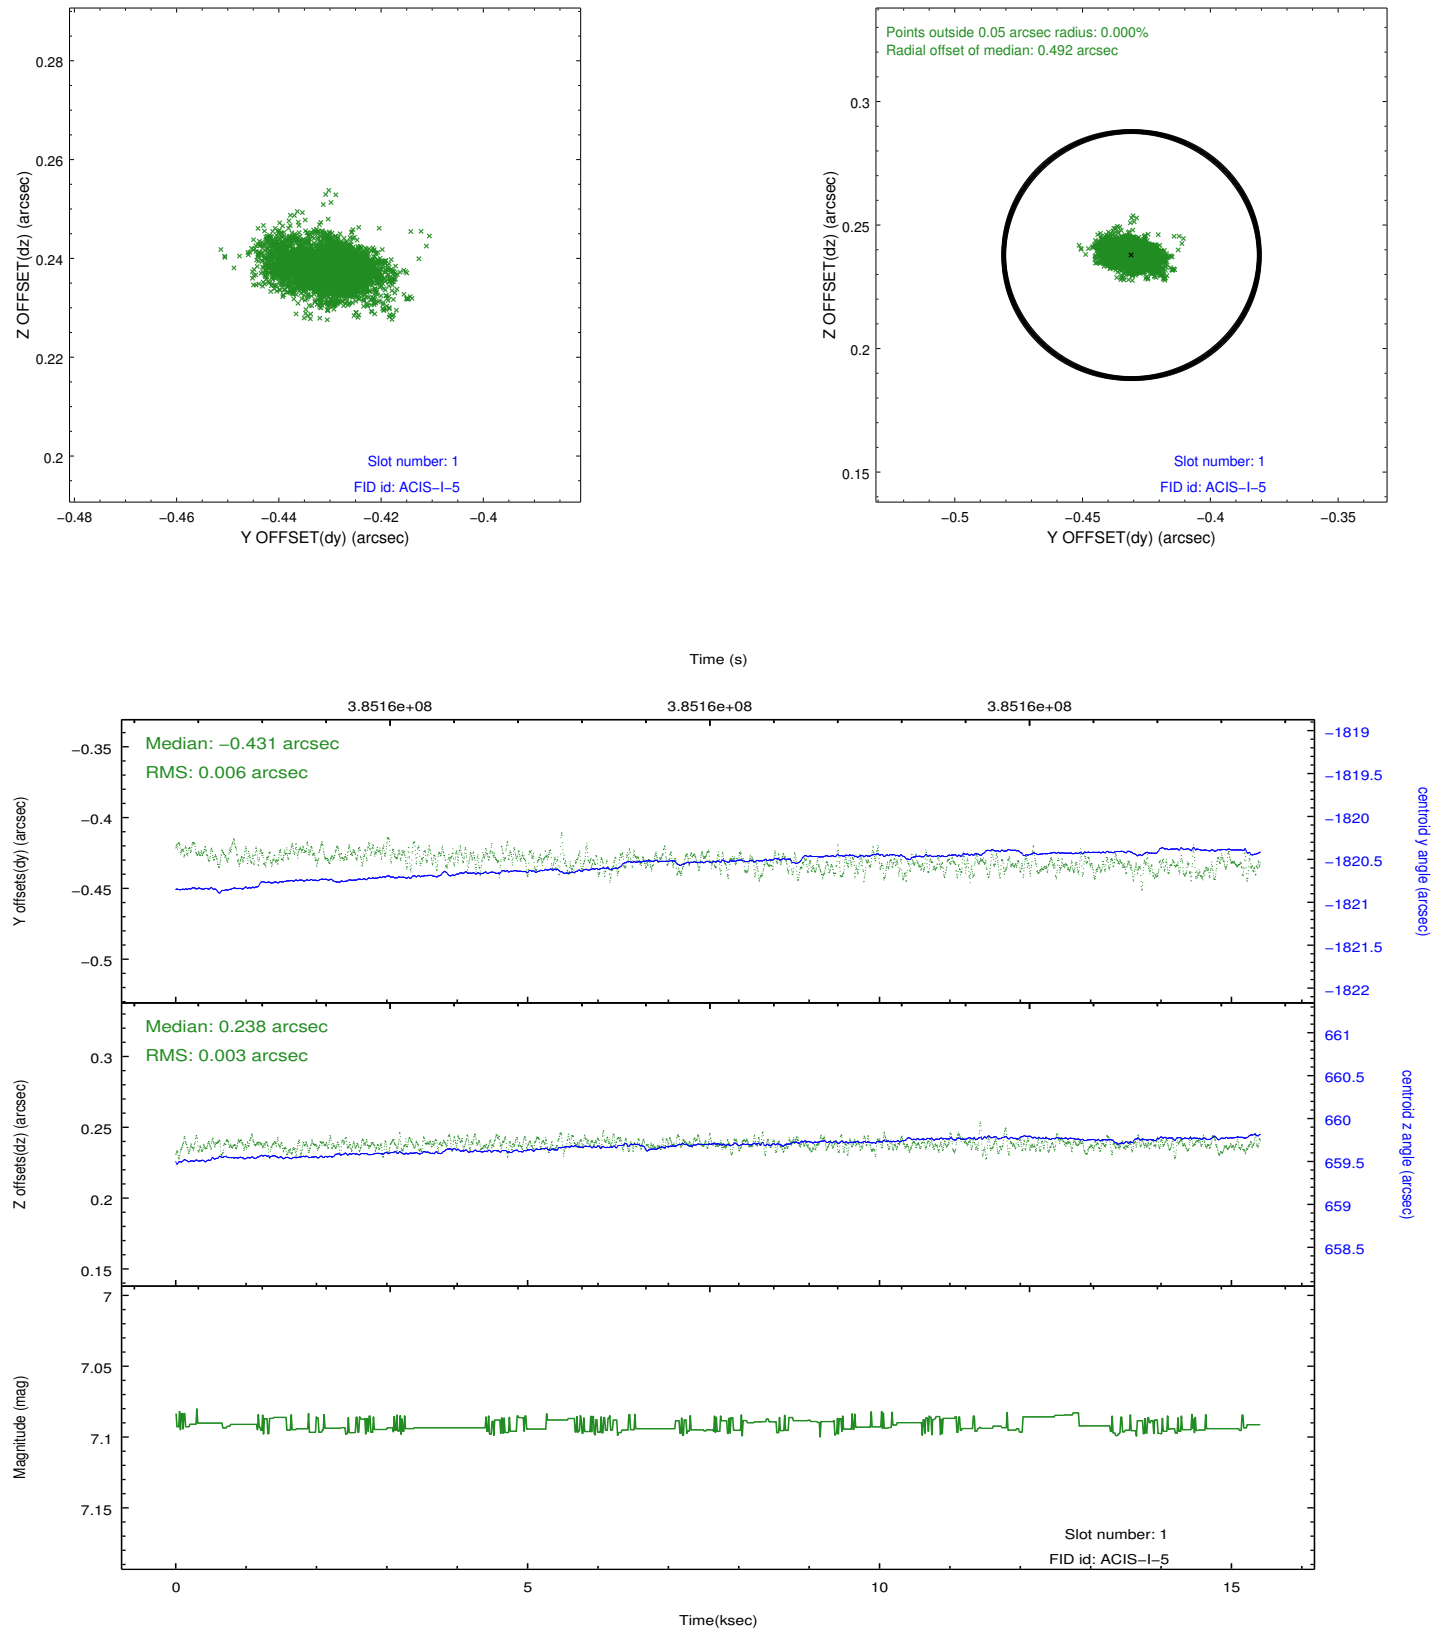 0.28
0.26
0.24
0.22
0.2
Z OFFSET(dz) (arcsec)
−0.48
−0.46
−0.44
−0.42
−0.4
Y OFFSET(dy) (arcsec)
Slot number: 1
FID id: ACIS−I−5
Points outside 0.05 arcsec radius: 0.000%
Radial offset of median: 0.492 arcsec
0.3
0.25
0.2
0.15
Z OFFSET(dz) (arcsec)
−0.5
−0.45
−0.4
−0.35
Y OFFSET(dy) (arcsec)
Slot number: 1
FID id: ACIS−I−5
Time (s)
3.8516e+08
3.8516e+08
3.8516e+08
Median: −0.431 arcsec
RMS: 0.006 arcsec
−0.35
−0.4
−0.45
−0.5
Y offsets(dy) (arcsec)
−1819
−1819.5
−1820
−1820.5
−1821
−1821.5
−1822
centroid y angle (arcsec)
Median: 0.238 arcsec
RMS: 0.003 arcsec
0.3
0.25
0.2
0.15
Z offsets(dz) (arcsec)
661
660.5
660
659.5
659
658.5
centroid z angle (arcsec)
7
7.05
7.1
7.15
Magnitude (mag)
Slot number: 1
FID id: ACIS−I−5
0
5
10
15
Time(ksec)